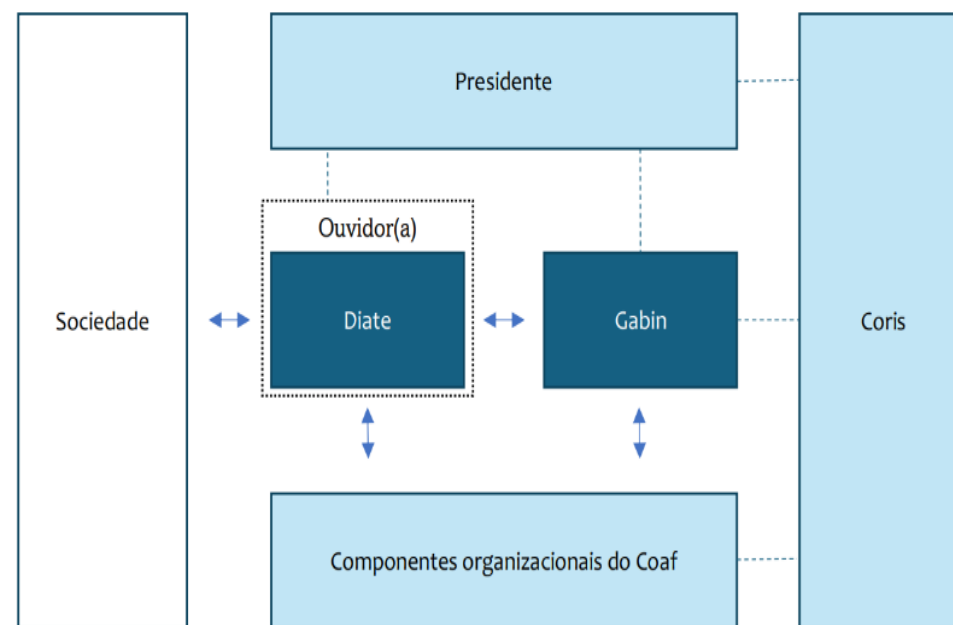 Presidente
Ouvidor(a)
Sociedade
Diate
Gabin
Coris
Componentes organizacionais do Coaf